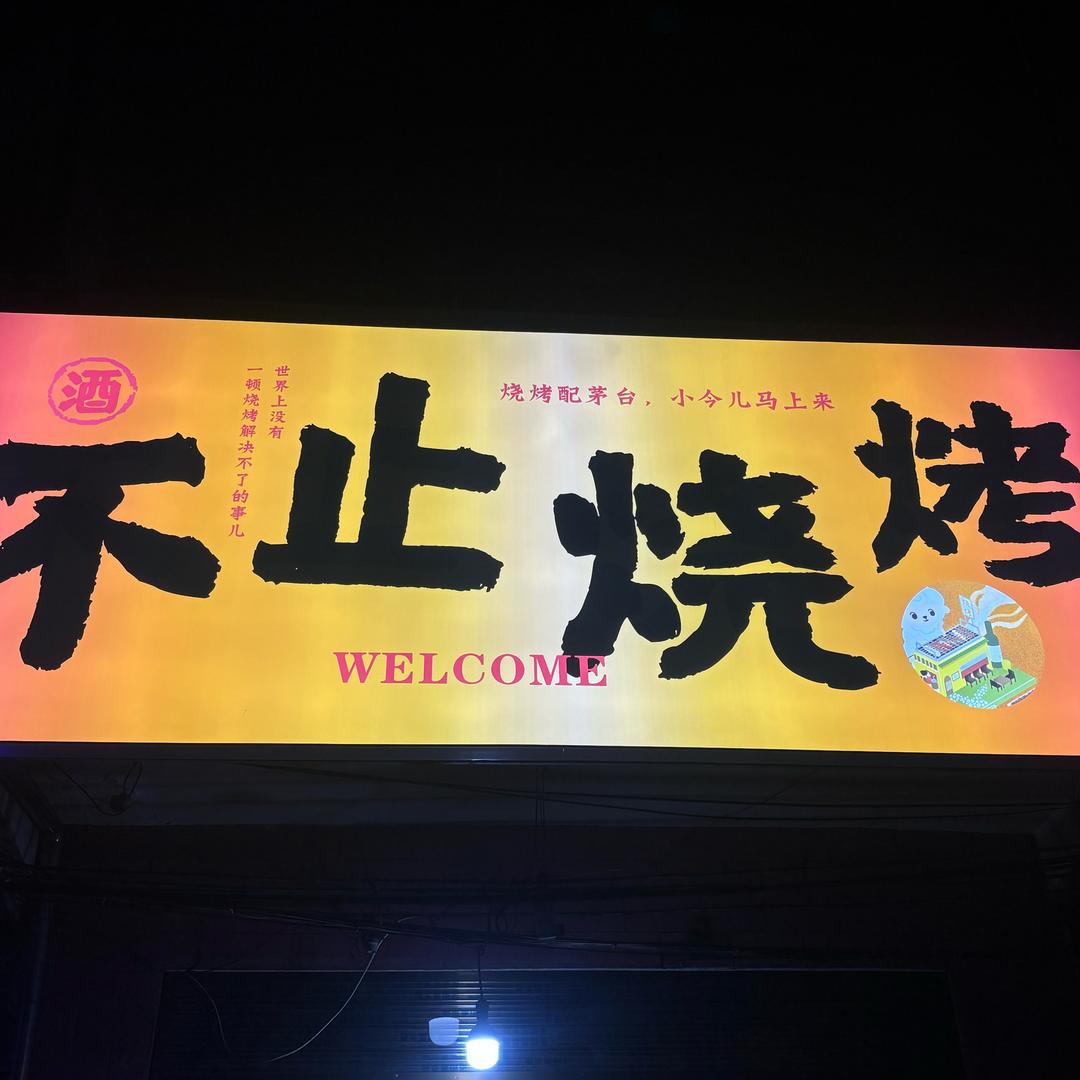 酒
世界上没有
一顿烧烤解决不了的事儿
烧烤配茅台，小今儿马上来
不止烧烤
WELCOME